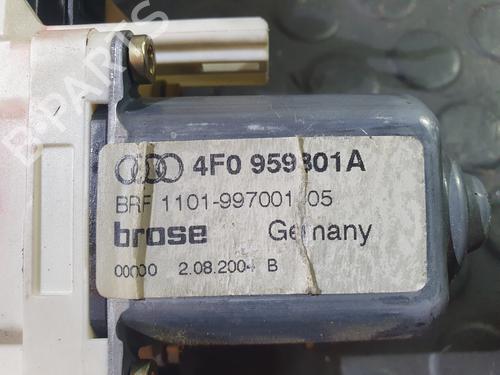 B-PARTS
4F0 959801A
BRF 1101-997001 05
brose Germany
00000 2.08.2004 B